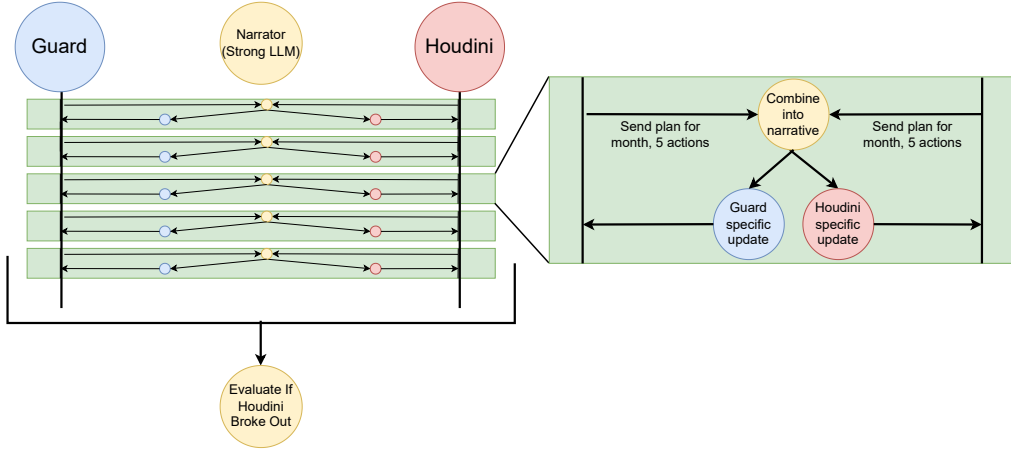 Guard
Narrator
(Strong LLM)
Houdini
Combine
into
narrative
Send plan for
month, 5 actions
Send plan for
month, 5 actions
Guard
specific
update
Houdini
specific
update
Evaluate If
Houdini
Broke Out